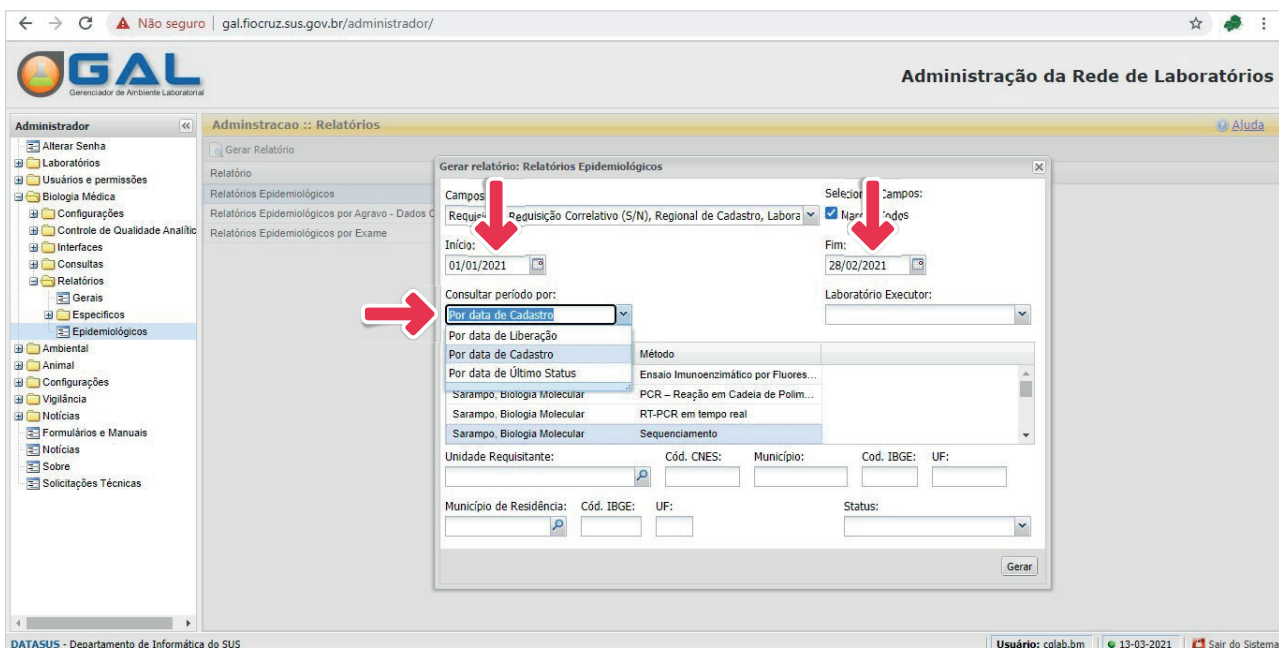 Não seguro | gal.fiocruz.sus.gov.br/administrador/
GAL
Gerenciador de Ambiente Laboratorial
Administração da Rede de Laboratórios
Administrador
Alterar Senha
Laboratórios
Usuários e permissões
Biologia Médica
Configurações
Controle de Qualidade Analític
Interfaces
Consultas
Relatórios
Gerais
Especificos
Epidemiológicos
Ambiental
Animal
Configurações
Vigilância
Notícias
Formulários e Manuais
Notícias
Sobre
Solicitações Técnicas
Adminstracao :: Relatórios
Ajuda
Gerar Relatório
Relatório
Relatórios Epidemiológicos
Relatórios Epidemiológicos por Agravo - Dados C
Relatórios Epidemiológicos por Exame
Gerar relatório: Relatórios Epidemiológicos
Campos
Campos:
Requisição Correlativo (S/N), Regional de Cadastro, Labora
Início:
Fim:
01/01/2021
28/02/2021
Consultar período por:
Laboratório Executor:
Por data de Cadastro
Por data de Liberação
Por data de Cadastro
Por data de Último Status
Método
Ensaio Imunoenzimático por Fluores...
Sarampo, Biologia Molecular PCR – Reação em Cadeia de Polim...
Sarampo, Biologia Molecular RT-PCR em tempo real
Sarampo, Biologia Molecular Sequenciamento
Unidade Requisitante: Cód. CNES: Município: Cod. IBGE: UF:
Município de Residência: Cód. IBGE: UF: Status:
Gerar
DATASUS - Departamento de Informática do SUS
Usuário: cglab.bm
13-03-2021
Sair do Sistema